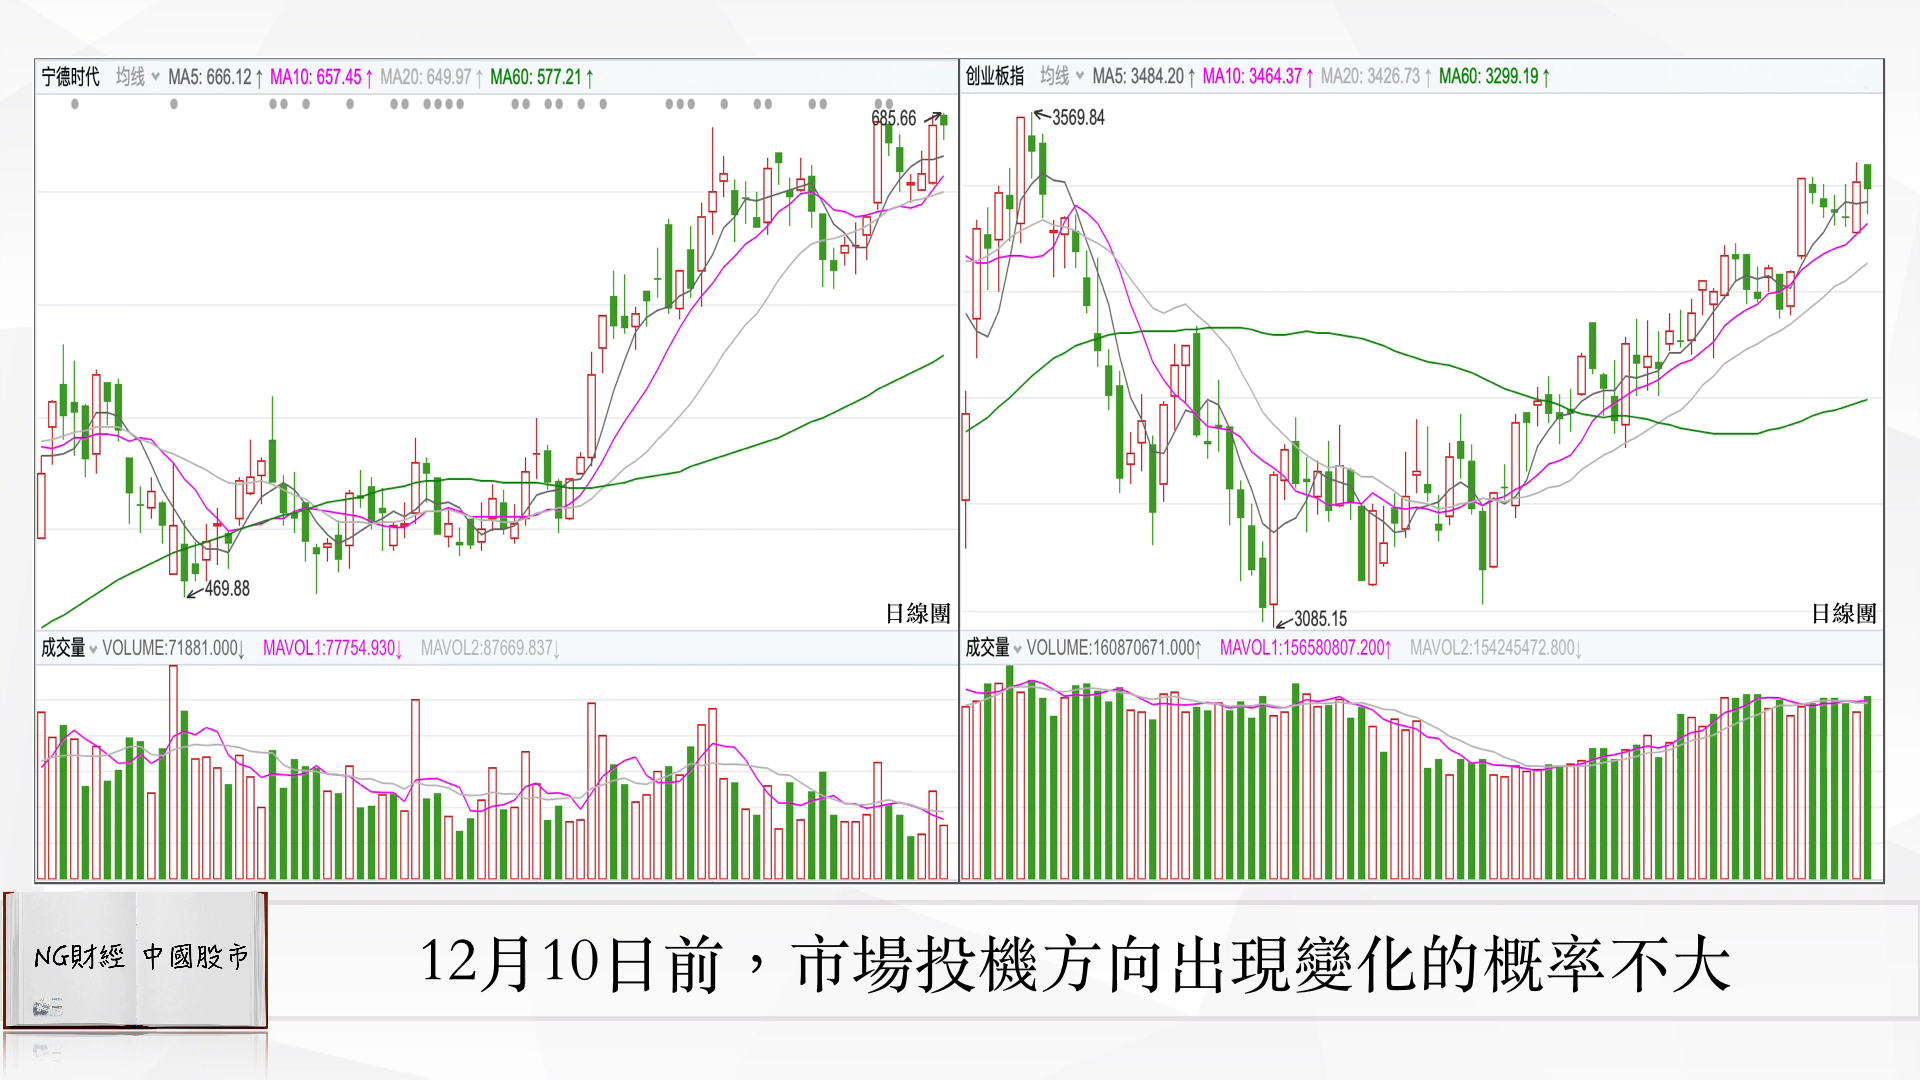 宁德时代 均线 MA5: 666.12↑ MA10: 657.45↑ MA20: 649.97↑ MA60: 577.21↑
685.66
469.88
日線圖
成交量 VOLUME:71881.000↓ MAVOL1:77754.930↓ MAVOL2:87669.837↓
创业板指 均线 MA5: 3484.20↑ MA10: 3464.37↑ MA20: 3426.73↑ MA60: 3299.19↑
3569.84
3085.15
日線圖
成交量 VOLUME:160870671.000↑ MAVOL1:156580807.200↑ MAVOL2:154245472.800↓
NG財經 中國股市
12月10日前，市場投機方向出現變化的概率不大